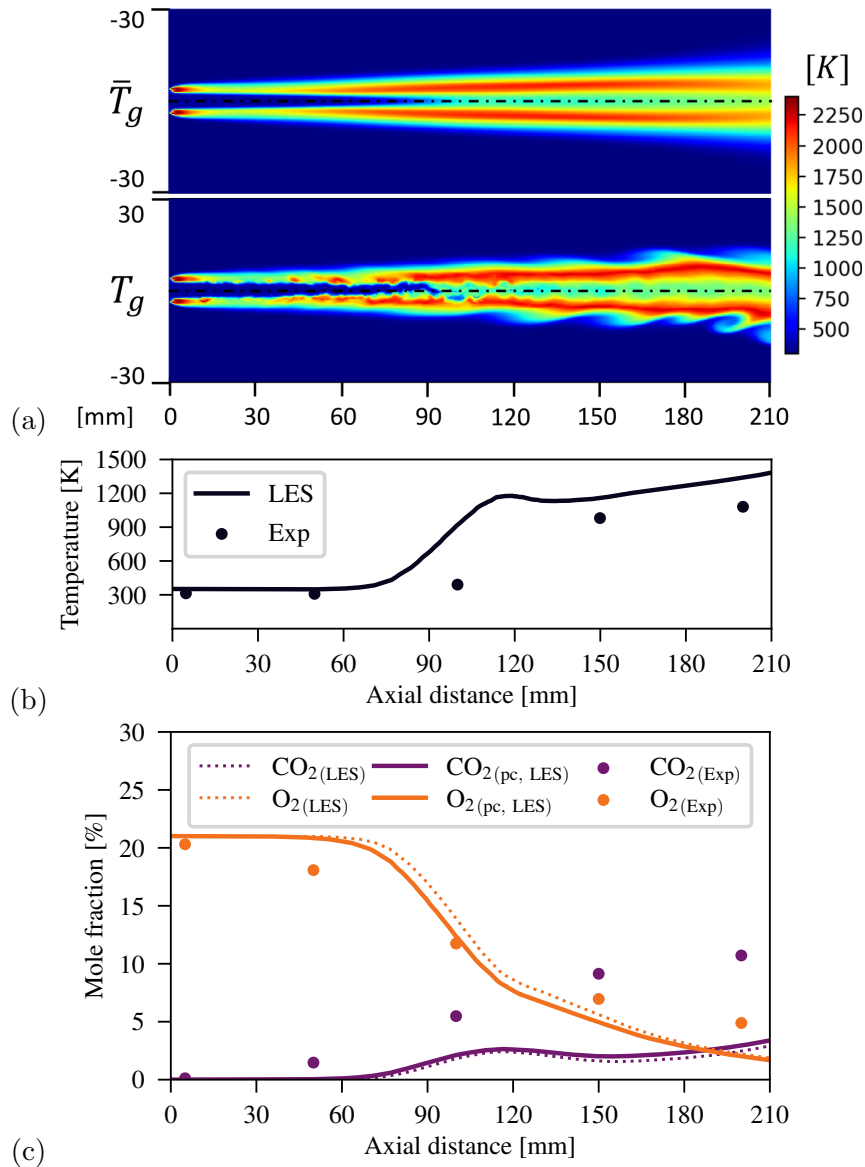 -30
T̄g
[K]
2250
2000
1750
1500
1250
1000
750
500
-30
30
Tg
-30
(a) [mm] 0 30 60 90 120 150 180 210
1500
1200
900
600
300
Temperature [K]
LES
Exp
0 30 60 90 120 150 180 210
Axial distance [mm]
(b)
30
25
20
15
10
5
0
Mole fraction [%]
CO2(LES) CO2(pc, LES) CO2(Exp)
O2(LES) O2(pc, LES) O2(Exp)
0 30 60 90 120 150 180 210
Axial distance [mm]
(c)